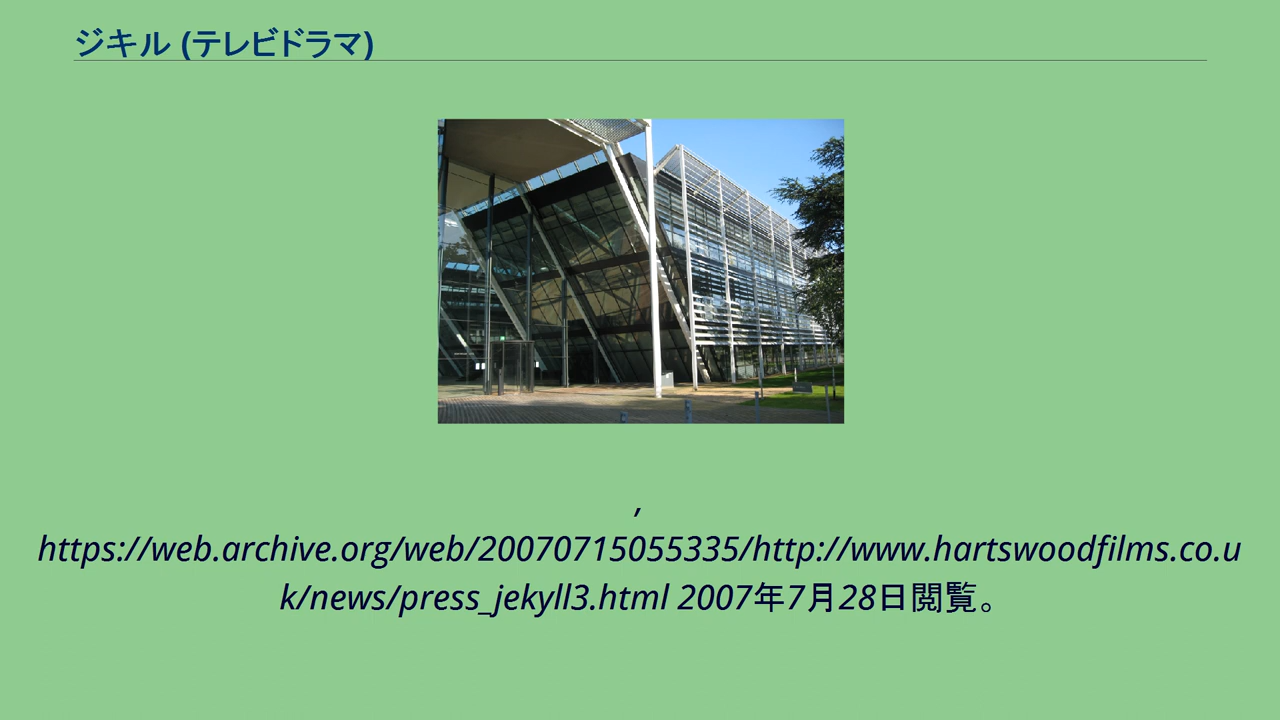 ジキル (テレビドラマ)
,
https://web.archive.org/web/20070715055335/http://www.hartswoodfilms.co.u
k/news/press_jekyll3.html 2007年7月28日閲覧。